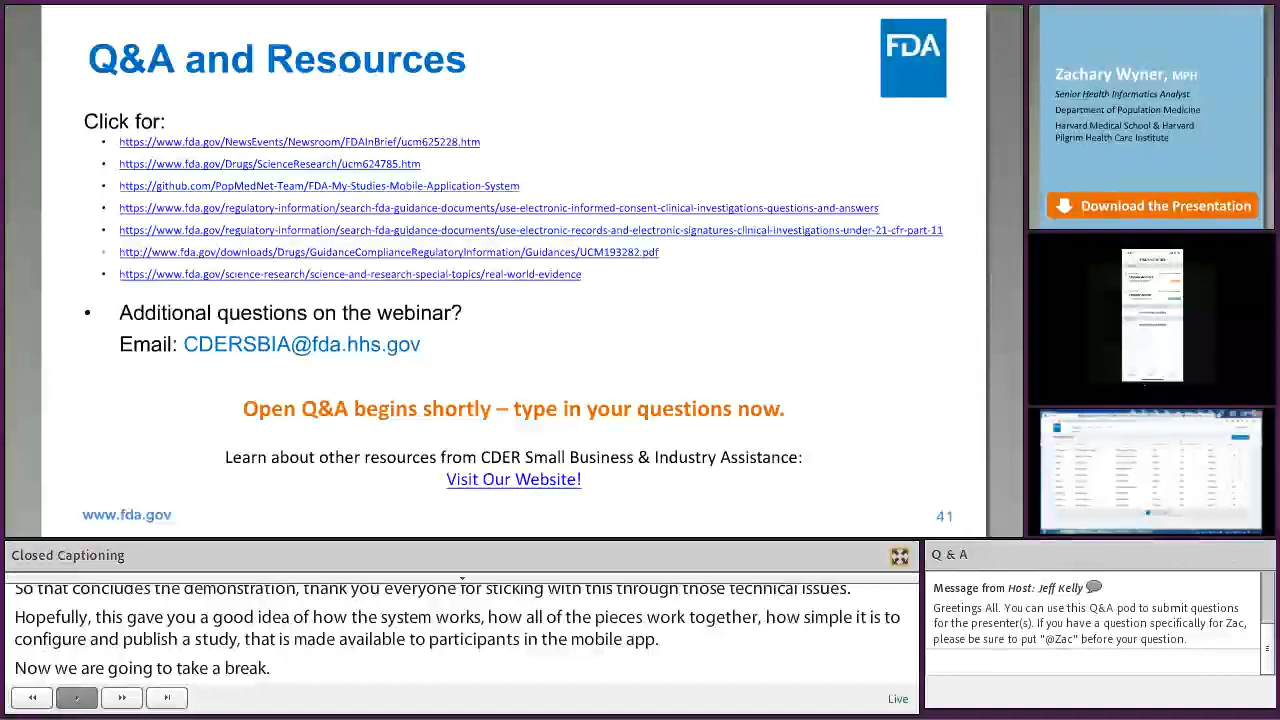 Q&A and Resources
FDA
Click for:
• https://www.fda.gov/NewsEvents/Newsroom/FDAInBrief/ucm625228.htm
• https://www.fda.gov/Drugs/ScienceResearch/ucm624785.htm
• https://github.com/PopMedNet-Team/FDA-My-Studies-Mobile-Application-System
• https://www.fda.gov/regulatory-information/search-fda-guidance-documents/use-electronic-informed-consent-clinical-investigations-questions-and-answers
• https://www.fda.gov/regulatory-information/search-fda-guidance-documents/use-electronic-records-and-electronic-signatures-clinical-investigations-under-21-cfr-part-11
• http://www.fda.gov/downloads/Drugs/GuidanceComplianceRegulatoryInformation/Guidances/UCM193282.pdf
• https://www.fda.gov/science-research/science-and-research-special-topics/real-world-evidence
• Additional questions on the webinar?
Email: CDERSBIA@fda.hhs.gov
Open Q&A begins shortly – type in your questions now.
Learn about other resources from CDER Small Business & Industry Assistance:
Visit Our Website!
www.fda.gov
41
Zachary Wyner, MPH
Senior Health Informatics Analyst
Department of Population Medicine
Harvard Medical School & Harvard
Pilgrim Health Care Institute
Download the Presentation
Closed Captioning
So that concludes the demonstration, thank you everyone for sticking with this through those technical issues.
Hopefully, this gave you a good idea of how the system works, how all of the pieces work together, how simple it is to
configure and publish a study, that is made available to participants in the mobile app.
Now we are going to take a break.
Live
Q & A
Message from Host: Jeff Kelly
Greetings All. You can use this Q&A pod to submit questions
for the presenter(s). If you have a question specifically for Zac,
please be sure to put "@Zac" before your question.